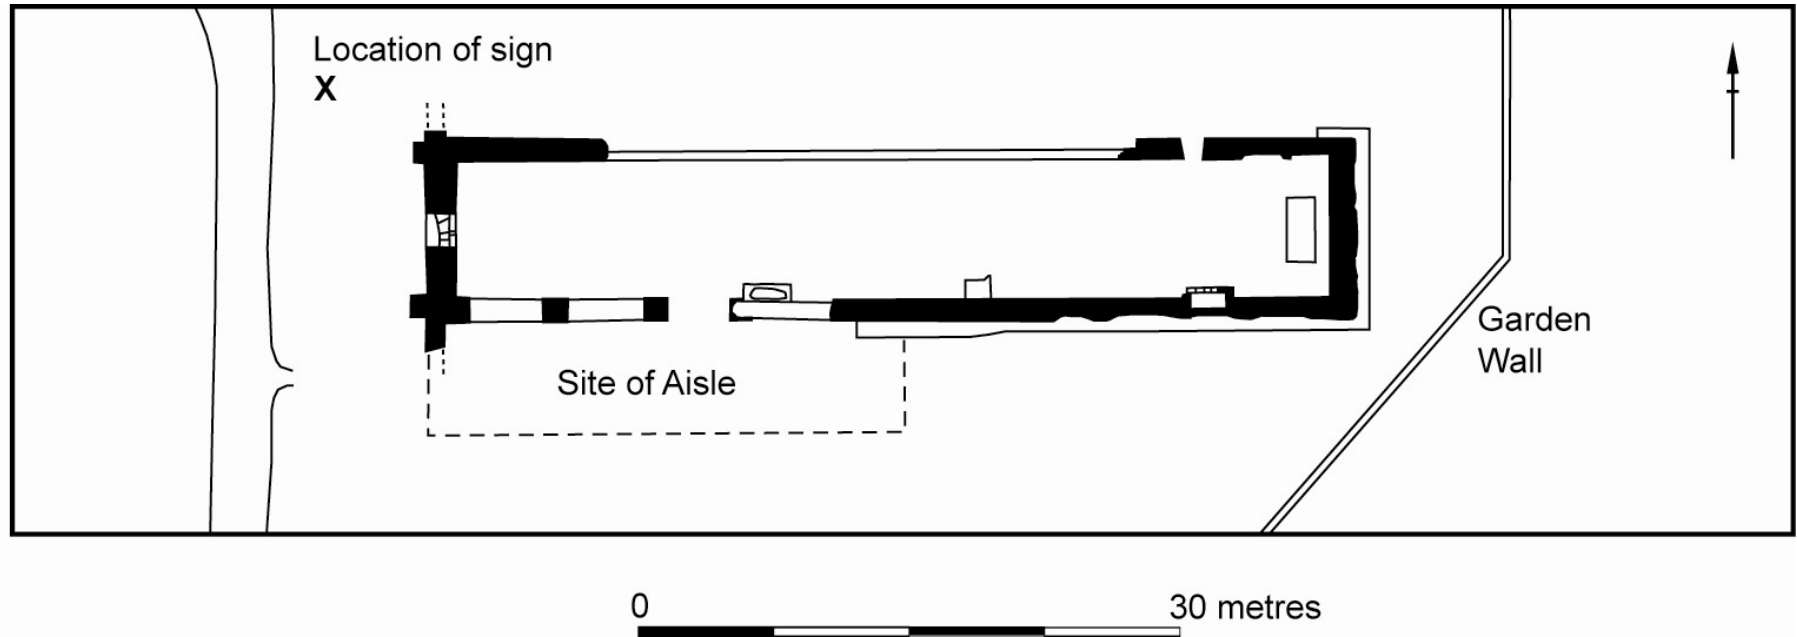 Location of sign
X
Site of Aisle
Garden
Wall
0
30 metres